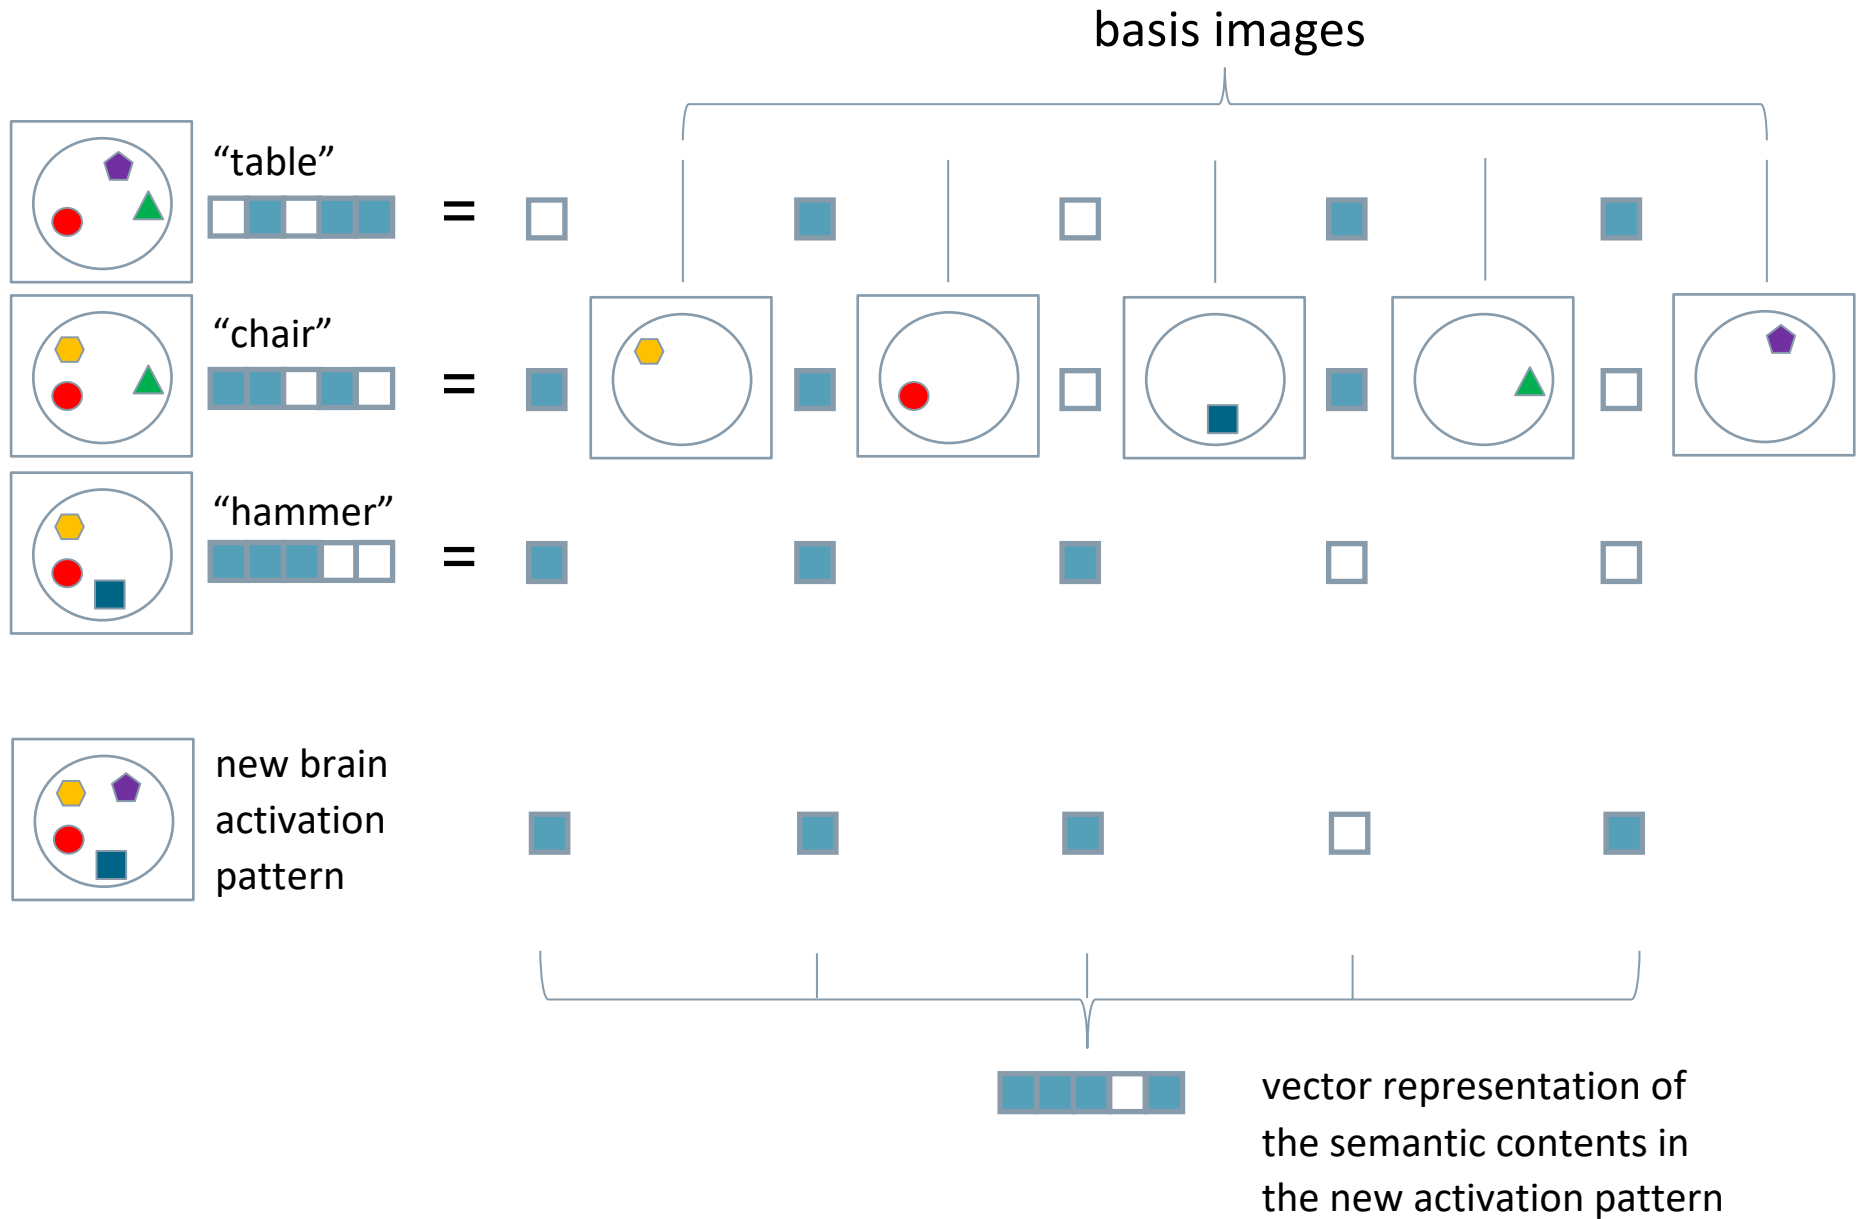 basis images
“table”
=
“chair”
=
“hammer”
=
new brain
activation
pattern
vector representation of
the semantic contents in
the new activation pattern